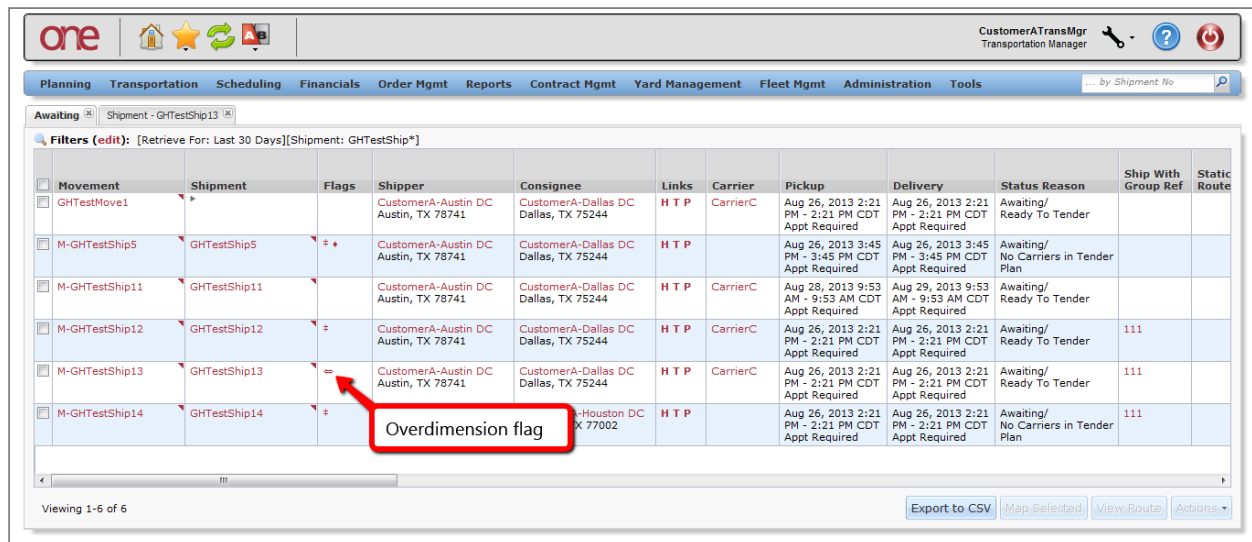 one
AB
CustomerATransMgr
Transportation Manager
?
Planning Transportation Scheduling Financials Order Mgmt Reports Contract Mgmt Yard Management Fleet Mgmt Administration Tools ... by Shipment No
Awaiting Shipment - GHTestShip13
Filters (edit): [Retrieve For: Last 30 Days][Shipment: GHTestShip*]
Movement Shipment Flags Shipper Consignee Links Carrier Pickup Delivery Status Reason Ship With Group Ref Static Route
GHTestMove1 CustomerA-Austin DC CustomerA-Dallas DC H T P CarrierC Aug 26, 2013 2:21 Aug 26, 2013 2:21 Awaiting/
Austin, TX 78741 Dallas, TX 75244 PM - 2:21 PM CDT PM - 2:21 PM CDT Ready To Tender
Appt Required Appt Required
M-GHTestShip5 GHTestShip5 ‡ ♦ CustomerA-Austin DC CustomerA-Dallas DC H T P Aug 26, 2013 3:45 Aug 26, 2013 3:45 Awaiting/
Austin, TX 78741 Dallas, TX 75244 PM - 3:45 PM CDT PM - 3:45 PM CDT No Carriers in Tender
Appt Required Appt Required Plan
M-GHTestShip11 GHTestShip11 CustomerA-Austin DC CustomerA-Dallas DC H T P CarrierC Aug 28, 2013 9:53 Aug 29, 2013 9:53 Awaiting/
Austin, TX 78741 Dallas, TX 75244 AM - 9:53 AM CDT AM - 9:53 AM CDT Ready To Tender
Appt Required Appt Required
M-GHTestShip12 GHTestShip12 ‡ CustomerA-Austin DC CustomerA-Dallas DC H T P CarrierC Aug 26, 2013 2:21 Aug 26, 2013 2:21 Awaiting/ 111
Austin, TX 78741 Dallas, TX 75244 PM - 2:21 PM CDT PM - 2:21 PM CDT Ready To Tender
Appt Required Appt Required
M-GHTestShip13 GHTestShip13 ⇔ CustomerA-Austin DC CustomerA-Dallas DC H T P CarrierC Aug 26, 2013 2:21 Aug 26, 2013 2:21 Awaiting/ 111
Austin, TX 78741 Dallas, TX 75244 PM - 2:21 PM CDT PM - 2:21 PM CDT Ready To Tender
Appt Required Appt Required
M-GHTestShip14 GHTestShip14 ‡ A-Houston DC H T P Aug 26, 2013 2:21 Aug 26, 2013 2:21 Awaiting/ 111
X 77002 PM - 2:21 PM CDT PM - 2:21 PM CDT No Carriers in Tender
Appt Required Appt Required Plan
Overdimension flag
Viewing 1-6 of 6 Export to CSV Map Selected View Route Actions